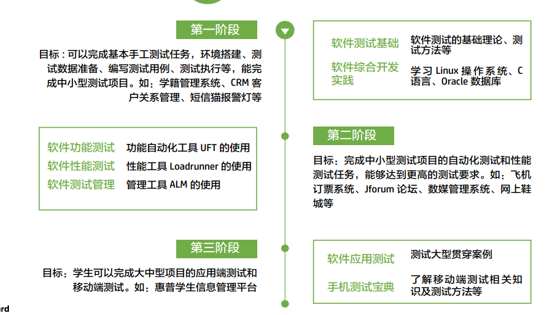 第一阶段
目标：可以完成基本手工测试任务，环境搭建、测
试数据准备、编写测试用例、测试执行等，能完
成中小型测试项目。如：学籍管理系统、CRM 客
户关系管理、短信猫报警灯等
软件测试基础
软件测试的基础理论、测
试方法等
软件综合开发
实践
学习 Linux 操作系统、C
语言、Oracle 数据库
软件功能测试 功能自动化工具 UFT 的使用
软件性能测试 性能工具 Loadrunner 的使用
软件测试管理 管理工具 ALM 的使用
第二阶段
目标：完成中小型测试项目的自动化测试和性能
测试任务，能够达到更高的测试要求。如：飞机
订票系统、Jforum 论坛、数媒管理系统、网上鞋
城等
第三阶段
目标：学生可以完成大中型项目的应用端测试和
移动端测试。如：惠普学生信息管理平台
软件应用测试 测试大型贯穿案例
手机测试宝典
了解移动端测试相关知
识及测试方法等
ard